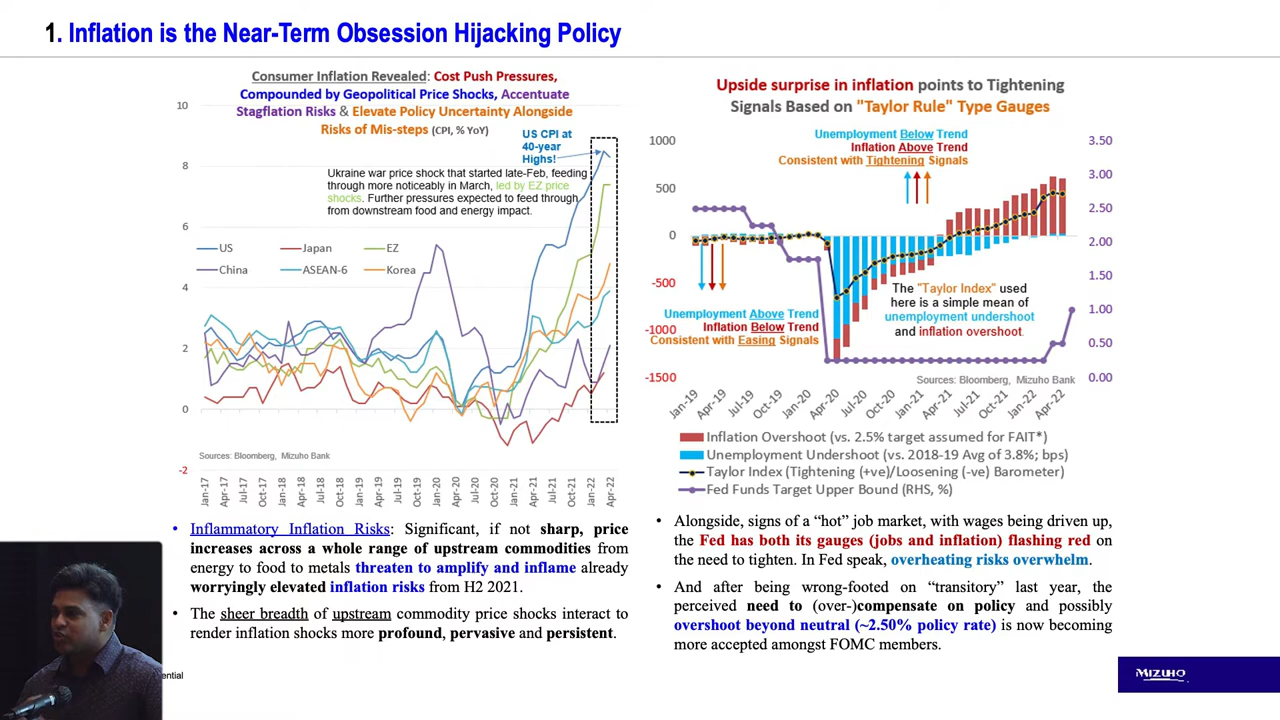 1. Inflation is the Near-Term Obsession Hijacking Policy
Consumer Inflation Revealed: Cost Push Pressures,
Compounded by Geopolitical Price Shocks, Accentuate
Stagflation Risks & Elevate Policy Uncertainty Alongside
Risks of Mis-steps (CPI, % YoY)
US CPI at
40-year
Highs!
Ukraine war price shock that started late-Feb, feeding
through more noticeably in March, led by EZ price
shocks. Further pressures expected to feed through
from downstream food and energy impact.
US Japan EZ
China ASEAN-6 Korea
10
8
6
4
2
0
-2
Sources: Bloomberg, Mizuho Bank
Jan-17 Apr-17 Jul-17 Oct-17 Jan-18 Apr-18 Jul-18 Oct-18 Jan-19 Apr-19 Jul-19 Oct-19 Jan-20 Apr-20 Jul-20 Oct-20 Jan-21 Apr-21 Jul-21 Oct-21 Jan-22 Apr-22
• Inflammatory Inflation Risks: Significant, if not sharp, price
increases across a whole range of upstream commodities from
energy to food to metals threaten to amplify and inflame already
worryingly elevated inflation risks from H2 2021.
• The sheer breadth of upstream commodity price shocks interact to
render inflation shocks more profound, pervasive and persistent.
ential
Upside surprise in inflation points to Tightening
Signals Based on "Taylor Rule" Type Gauges
Unemployment Below Trend
Inflation Above Trend
Consistent with Tightening Signals
1000
500
0
-500
-1000
-1500
3.50
3.00
2.50
2.00
1.50
1.00
0.50
0.00
The "Taylor Index" used
here is a simple mean of
unemployment undershoot
and inflation overshoot
Unemployment Above Trend
Inflation Below Trend
Consistent with Easing Signals
Sources: Bloomberg, Mizuho Bank
Jan-19 Apr-19 Jul-19 Oct-19 Jan-20 Apr-20 Jul-20 Oct-20 Jan-21 Apr-21 Jul-21 Oct-21 Jan-22 Apr-22
Inflation Overshoot (vs. 2.5% target assumed for FAIT*)
Unemployment Undershoot (vs. 2018-19 Avg of 3.8%; bps)
Taylor Index (Tightening (+ve)/Loosening (-ve) Barometer)
Fed Funds Target Upper Bound (RHS, %)
• Alongside, signs of a “hot” job market, with wages being driven up,
the Fed has both its gauges (jobs and inflation) flashing red on
the need to tighten. In Fed speak, overheating risks overwhelm.
• And after being wrong-footed on “transitory” last year, the
perceived need to (over-)compensate on policy and possibly
overshoot beyond neutral (~2.50% policy rate) is now becoming
more accepted amongst FOMC members.
MIZUHO